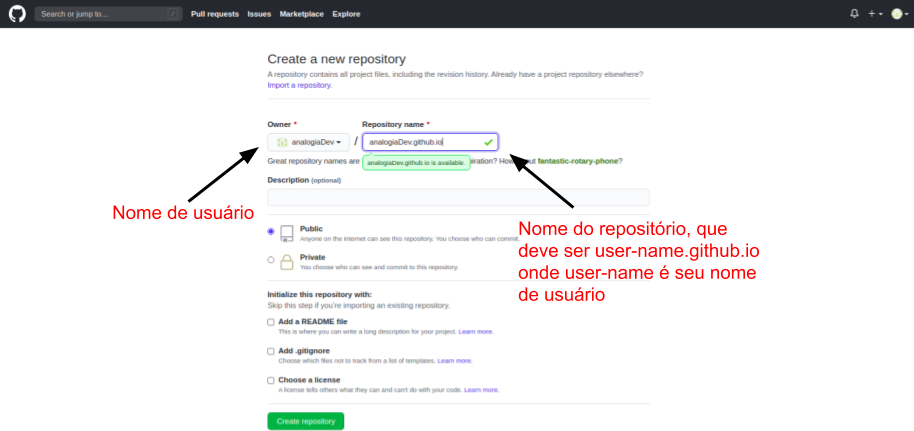 Search or jump to...
/
Pull requests Issues Marketplace Explore
Create a new repository
A repository contains all project files, including the revision history. Already have a project repository elsewhere?
Import a repository.
Owner * Repository name *
analogiaDev / analogiaDev.github.io
Great repository names are
analogiaDev.github.io is available.
fantastic-rotary-phone?
Description (optional)
Nome de usuário
Public
Anyone on the internet can see this repository. You choose who can commit.
Private
You choose who can see and commit to this repository.
Nome do repositório, que
deve ser user-name.github.io
onde user-name é seu nome
de usuário
Initialize this repository with:
Skip this step if you're importing an existing repository.
Add a README file
This is where you can write a long description for your project. Learn more.
Add .gitignore
Choose which files not to track from a list of templates. Learn more.
Choose a license
A license tells others what they can and can't do with your code. Learn more.
Create repository